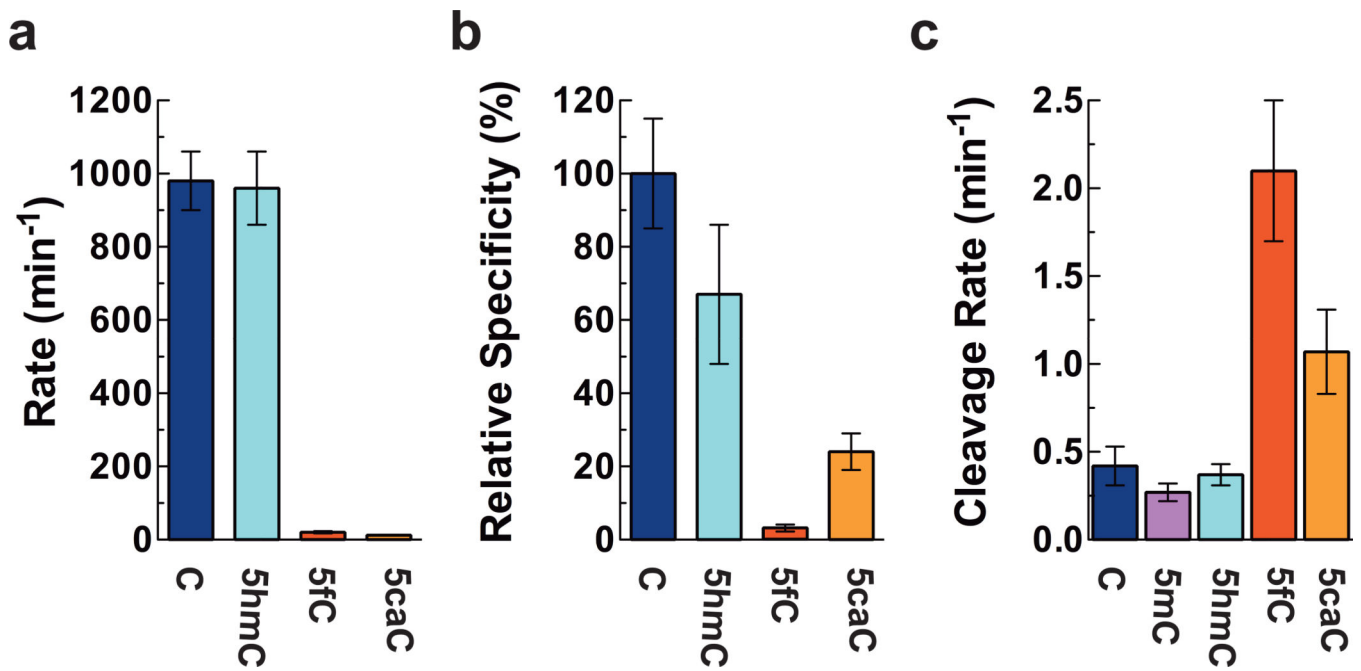 a
Rate (min⁻¹)
1200
1000
800
600
400
200
0
C
5hmC
5fC
5caC
b
Relative Specificity (%)
120
100
80
60
40
20
0
C
5hmC
5fC
5caC
c
Cleavage Rate (min⁻¹)
2.5
2.0
1.5
1.0
0.5
0.0
C
5mC
5hmC
5fC
5caC